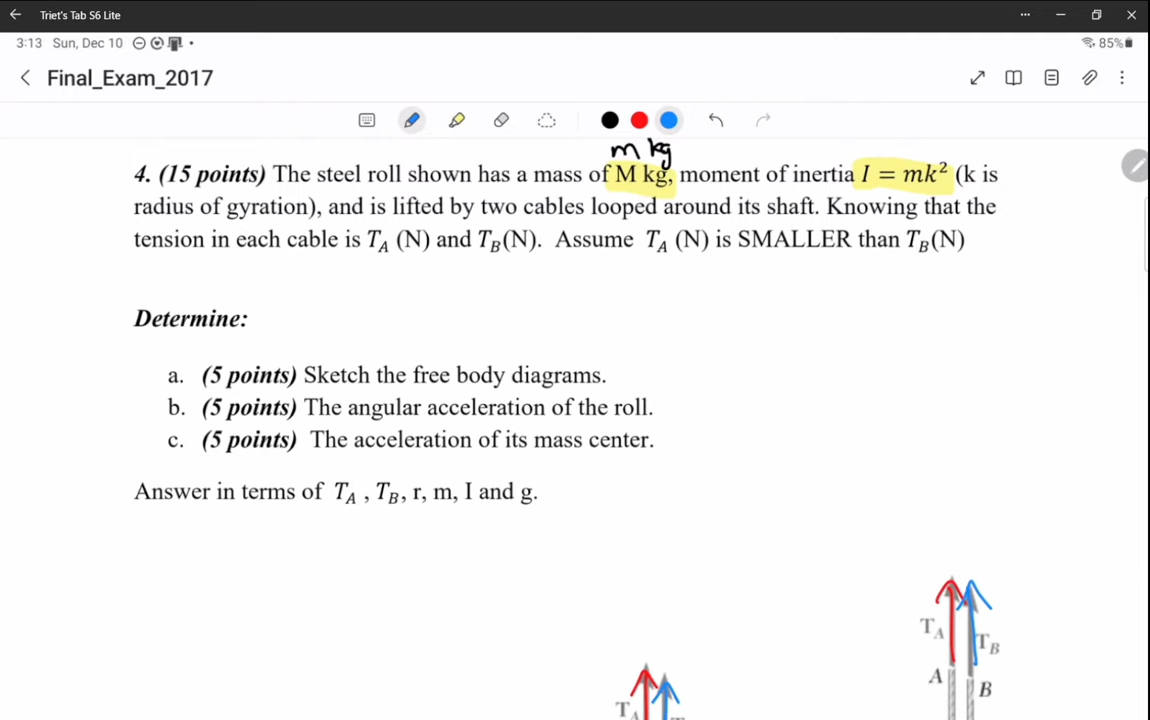 Triet's Tab S6 Lite
3:13 Sun, Dec 10
85%
Final_Exam_2017
m kg
4. (15 points) The steel roll shown has a mass of M kg, moment of inertia I = mk² (k is
radius of gyration), and is lifted by two cables looped around its shaft. Knowing that the
tension in each cable is T_A (N) and T_B(N). Assume T_A (N) is SMALLER than T_B(N)
Determine:
a. (5 points) Sketch the free body diagrams.
b. (5 points) The angular acceleration of the roll.
c. (5 points) The acceleration of its mass center.
Answer in terms of T_A , T_B, r, m, I and g.
T_A
T_B
A
B
T_A